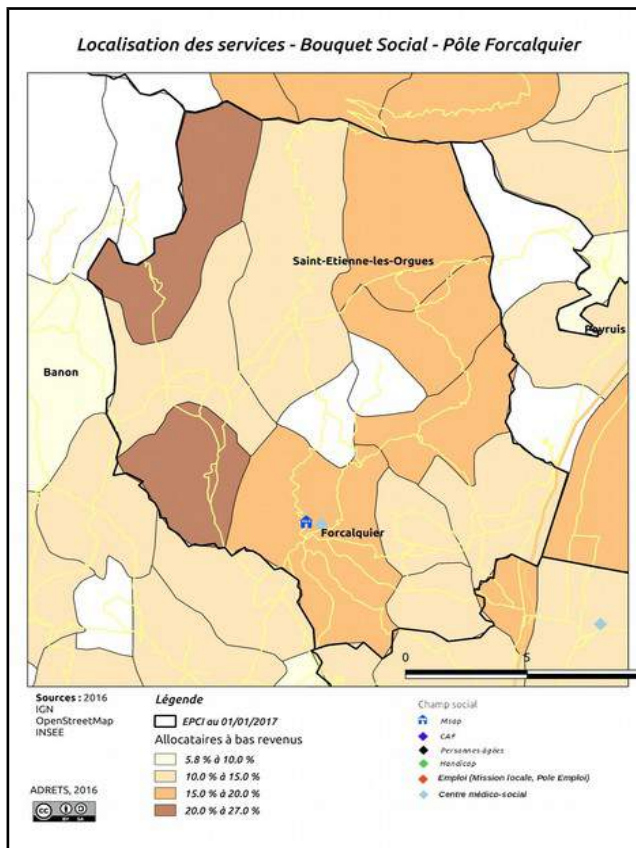 Localisation des services - Bouquet Social - Pôle Forcalquier
Saint-Etienne-les-Orgues
Peyruis
Banon
Forcalquier
0 5
Sources : 2016
IGN
OpenStreetMap
INSEE
ADRETS, 2016
CC BY SA
Légende
EPCI au 01/01/2017
Allocataires à bas revenus
5.8 % à 10.0 %
10.0 % à 15.0 %
15.0 % à 20.0 %
20.0 % à 27.0 %
Champ social
Msap
CAF
Personnes âgées
Handicap
Emploi (Mission locale, Pole Emploi)
Centre médico-social